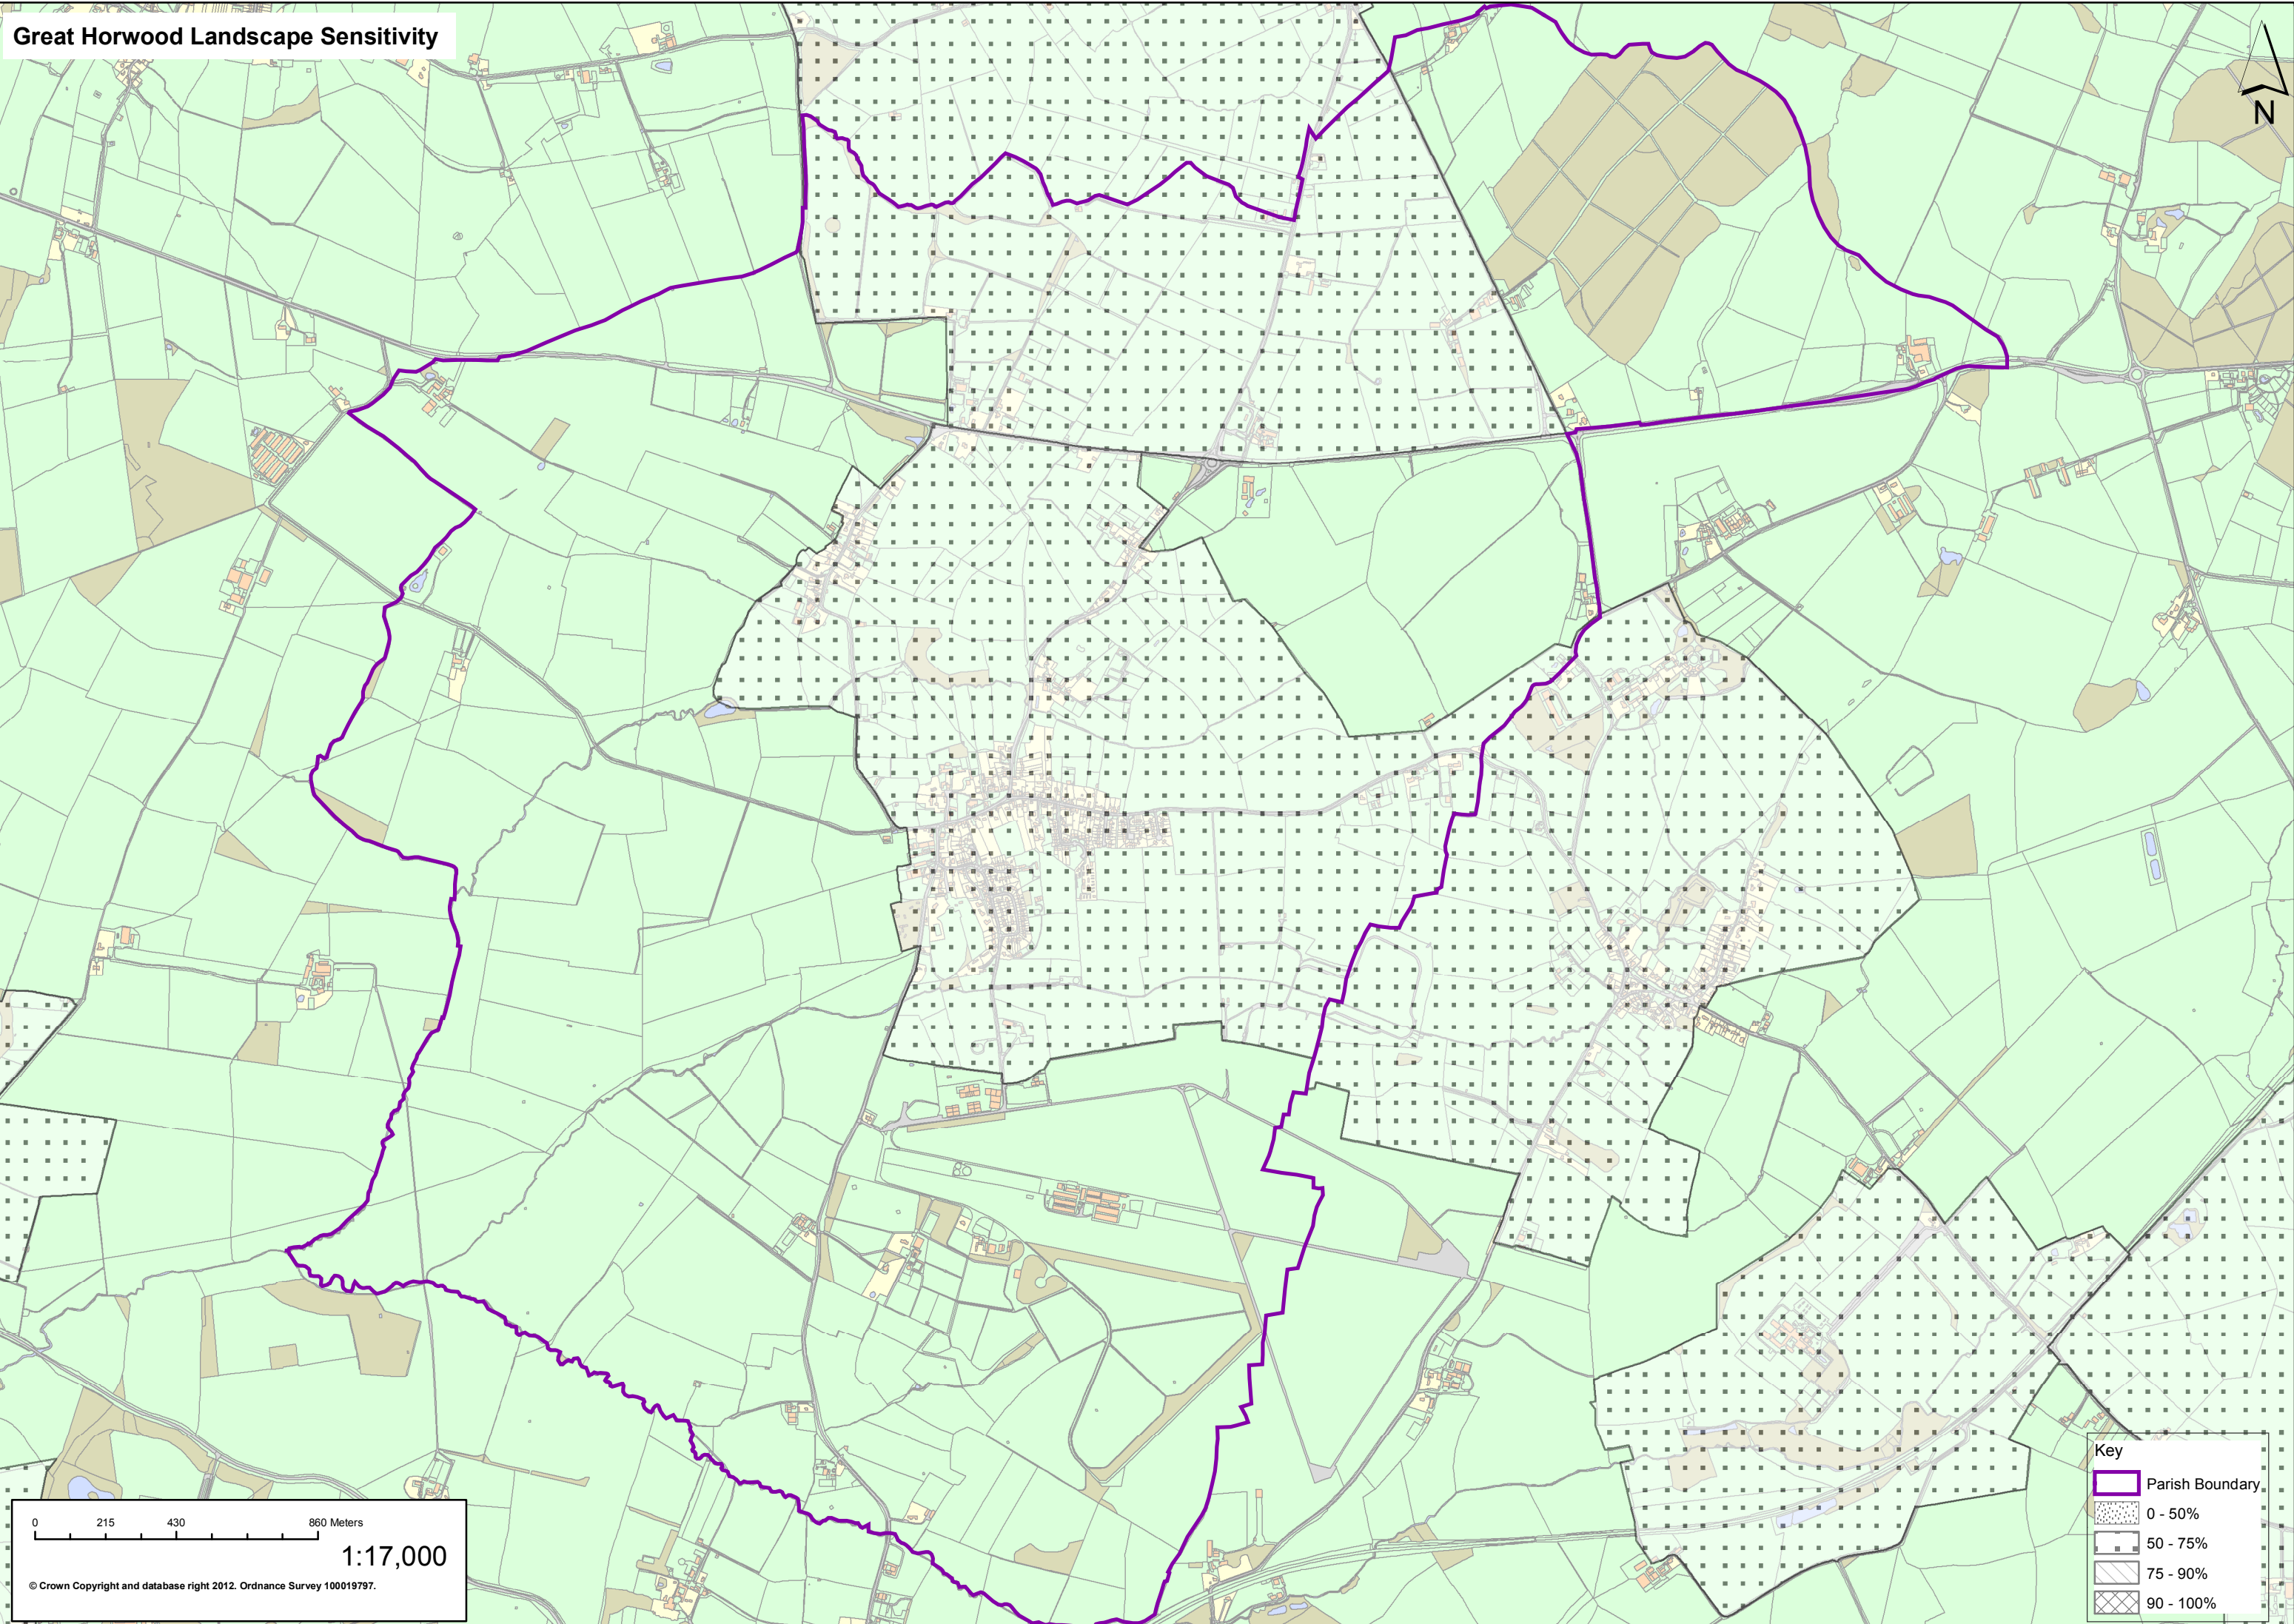 Great Horwood Landscape Sensitivity
N
Key
Parish Boundary
0 - 50%
50 - 75%
75 - 90%
90 - 100%
0 215 430 860 Meters
1:17,000
© Crown Copyright and database right 2012. Ordnance Survey 100019797.